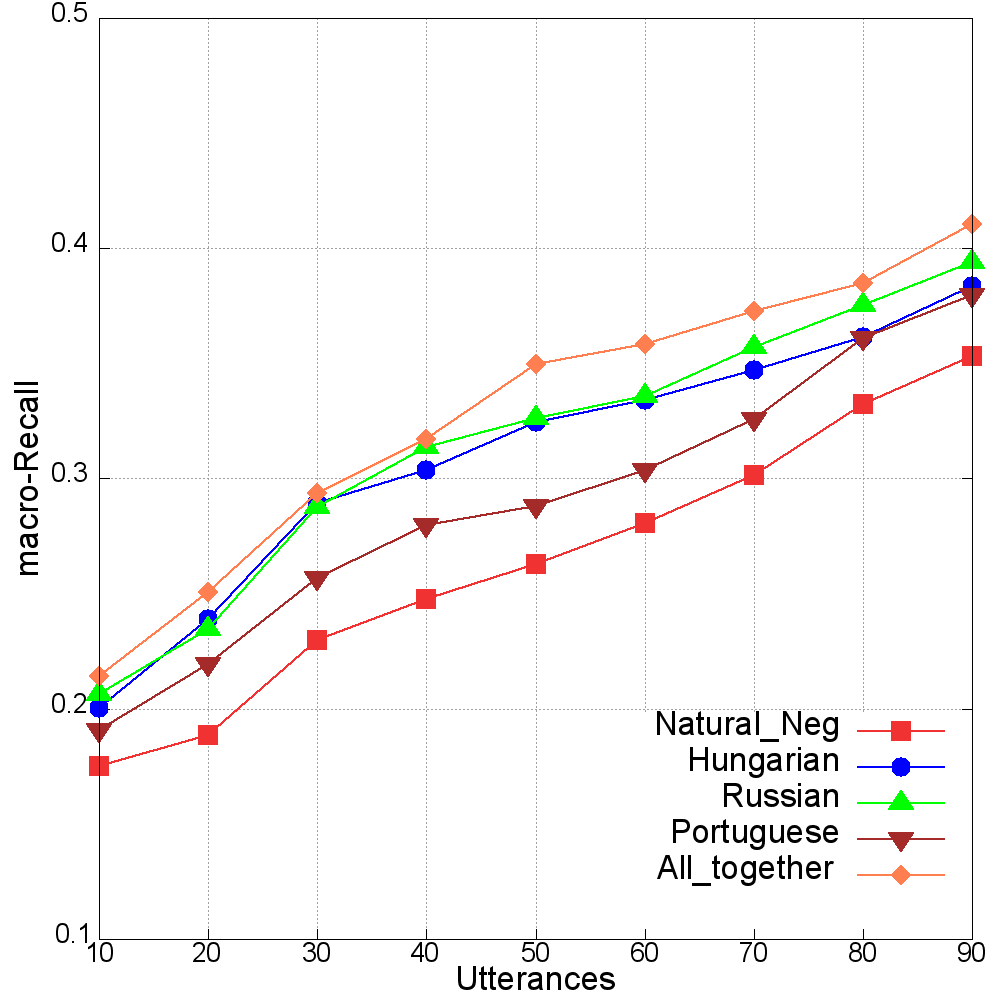 0.5
0.4
0.3
0.2
0.1
macro-Recall
Natural_Neg
Hungarian
Russian
Portuguese
All_together
10 20 30 40 50 60 70 80 90
Utterances